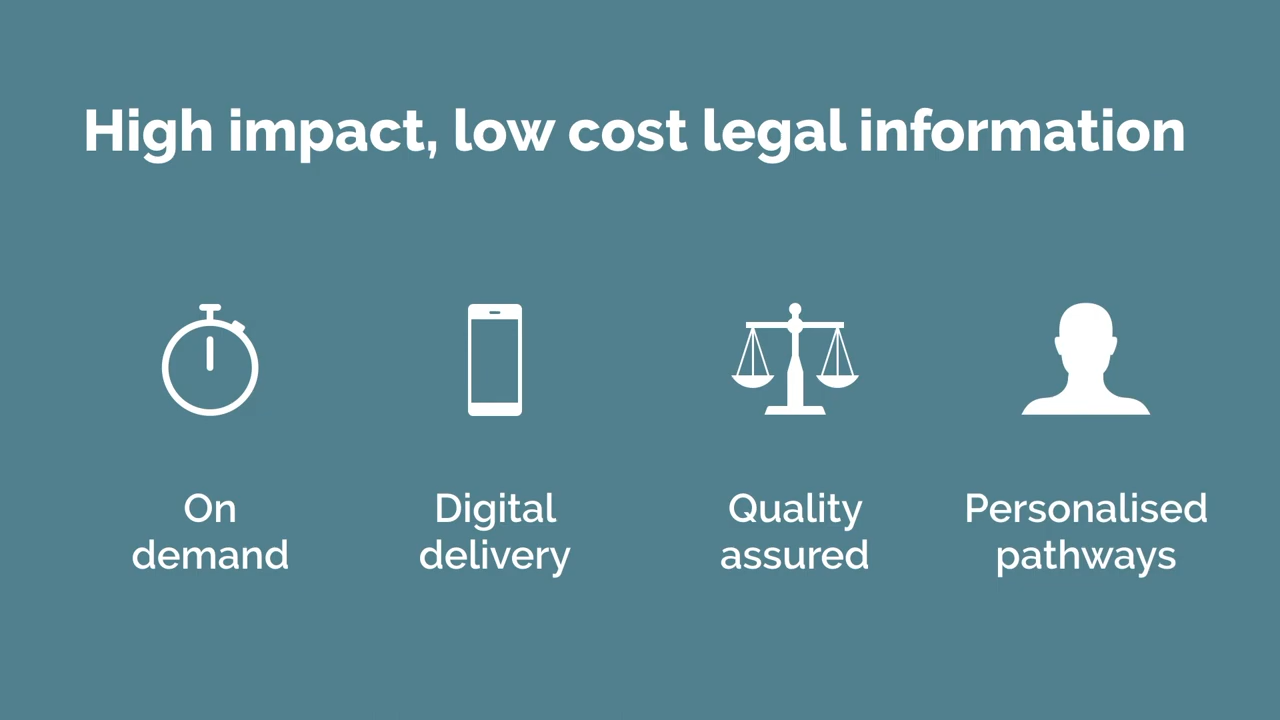 High impact, low cost legal information
On
demand
Digital
delivery
Quality
assured
Personalised
pathways